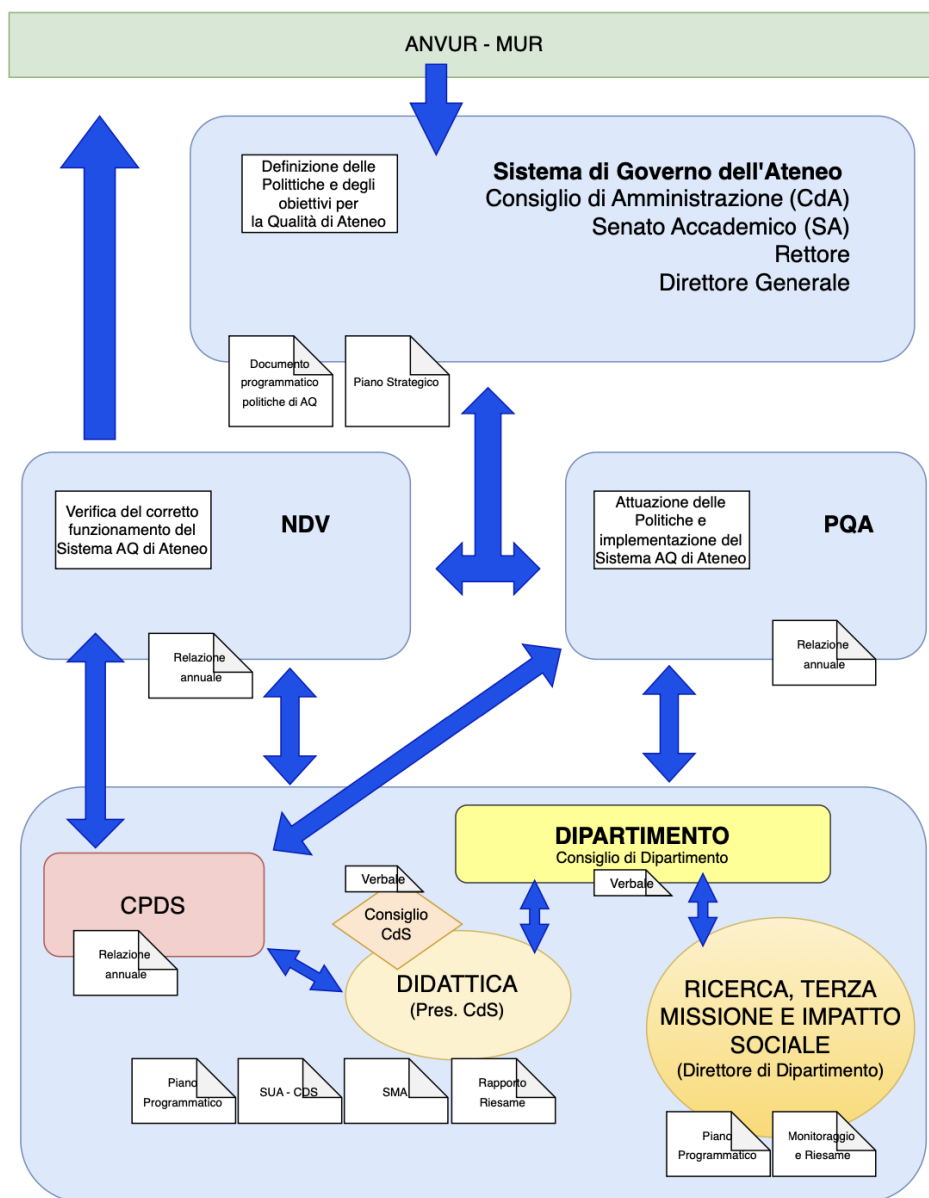 ANVUR - MUR
Definizione delle
Polittiche e degli
obiettivi per
la Qualità di Ateneo
Sistema di Governo dell'Ateneo
Consiglio di Amministrazione (CdA)
Senato Accademico (SA)
Rettore
Direttore Generale
Documento
programmatico
politiche di AQ
Piano Strategico
Verifica del corretto
funzionamento del
Sistema AQ di Ateneo
NDV
Relazione
annuale
Attuazione delle
Politiche e
implementazione del
Sistema AQ di Ateneo
PQA
Relazione
annuale
DIPARTIMENTO
Consiglio di Dipartimento
Verbale
CPDS
Relazione
annuale
Verbale
Consiglio
CdS
DIDATTICA
(Pres. CdS)
RICERCA, TERZA
MISSIONE E IMPATTO
SOCIALE
(Direttore di Dipartimento)
Piano
Programmatico
SUA - CDS
SMA
Rapporto
Riesame
Piano
Programmatico
Monitoraggio
e Riesame